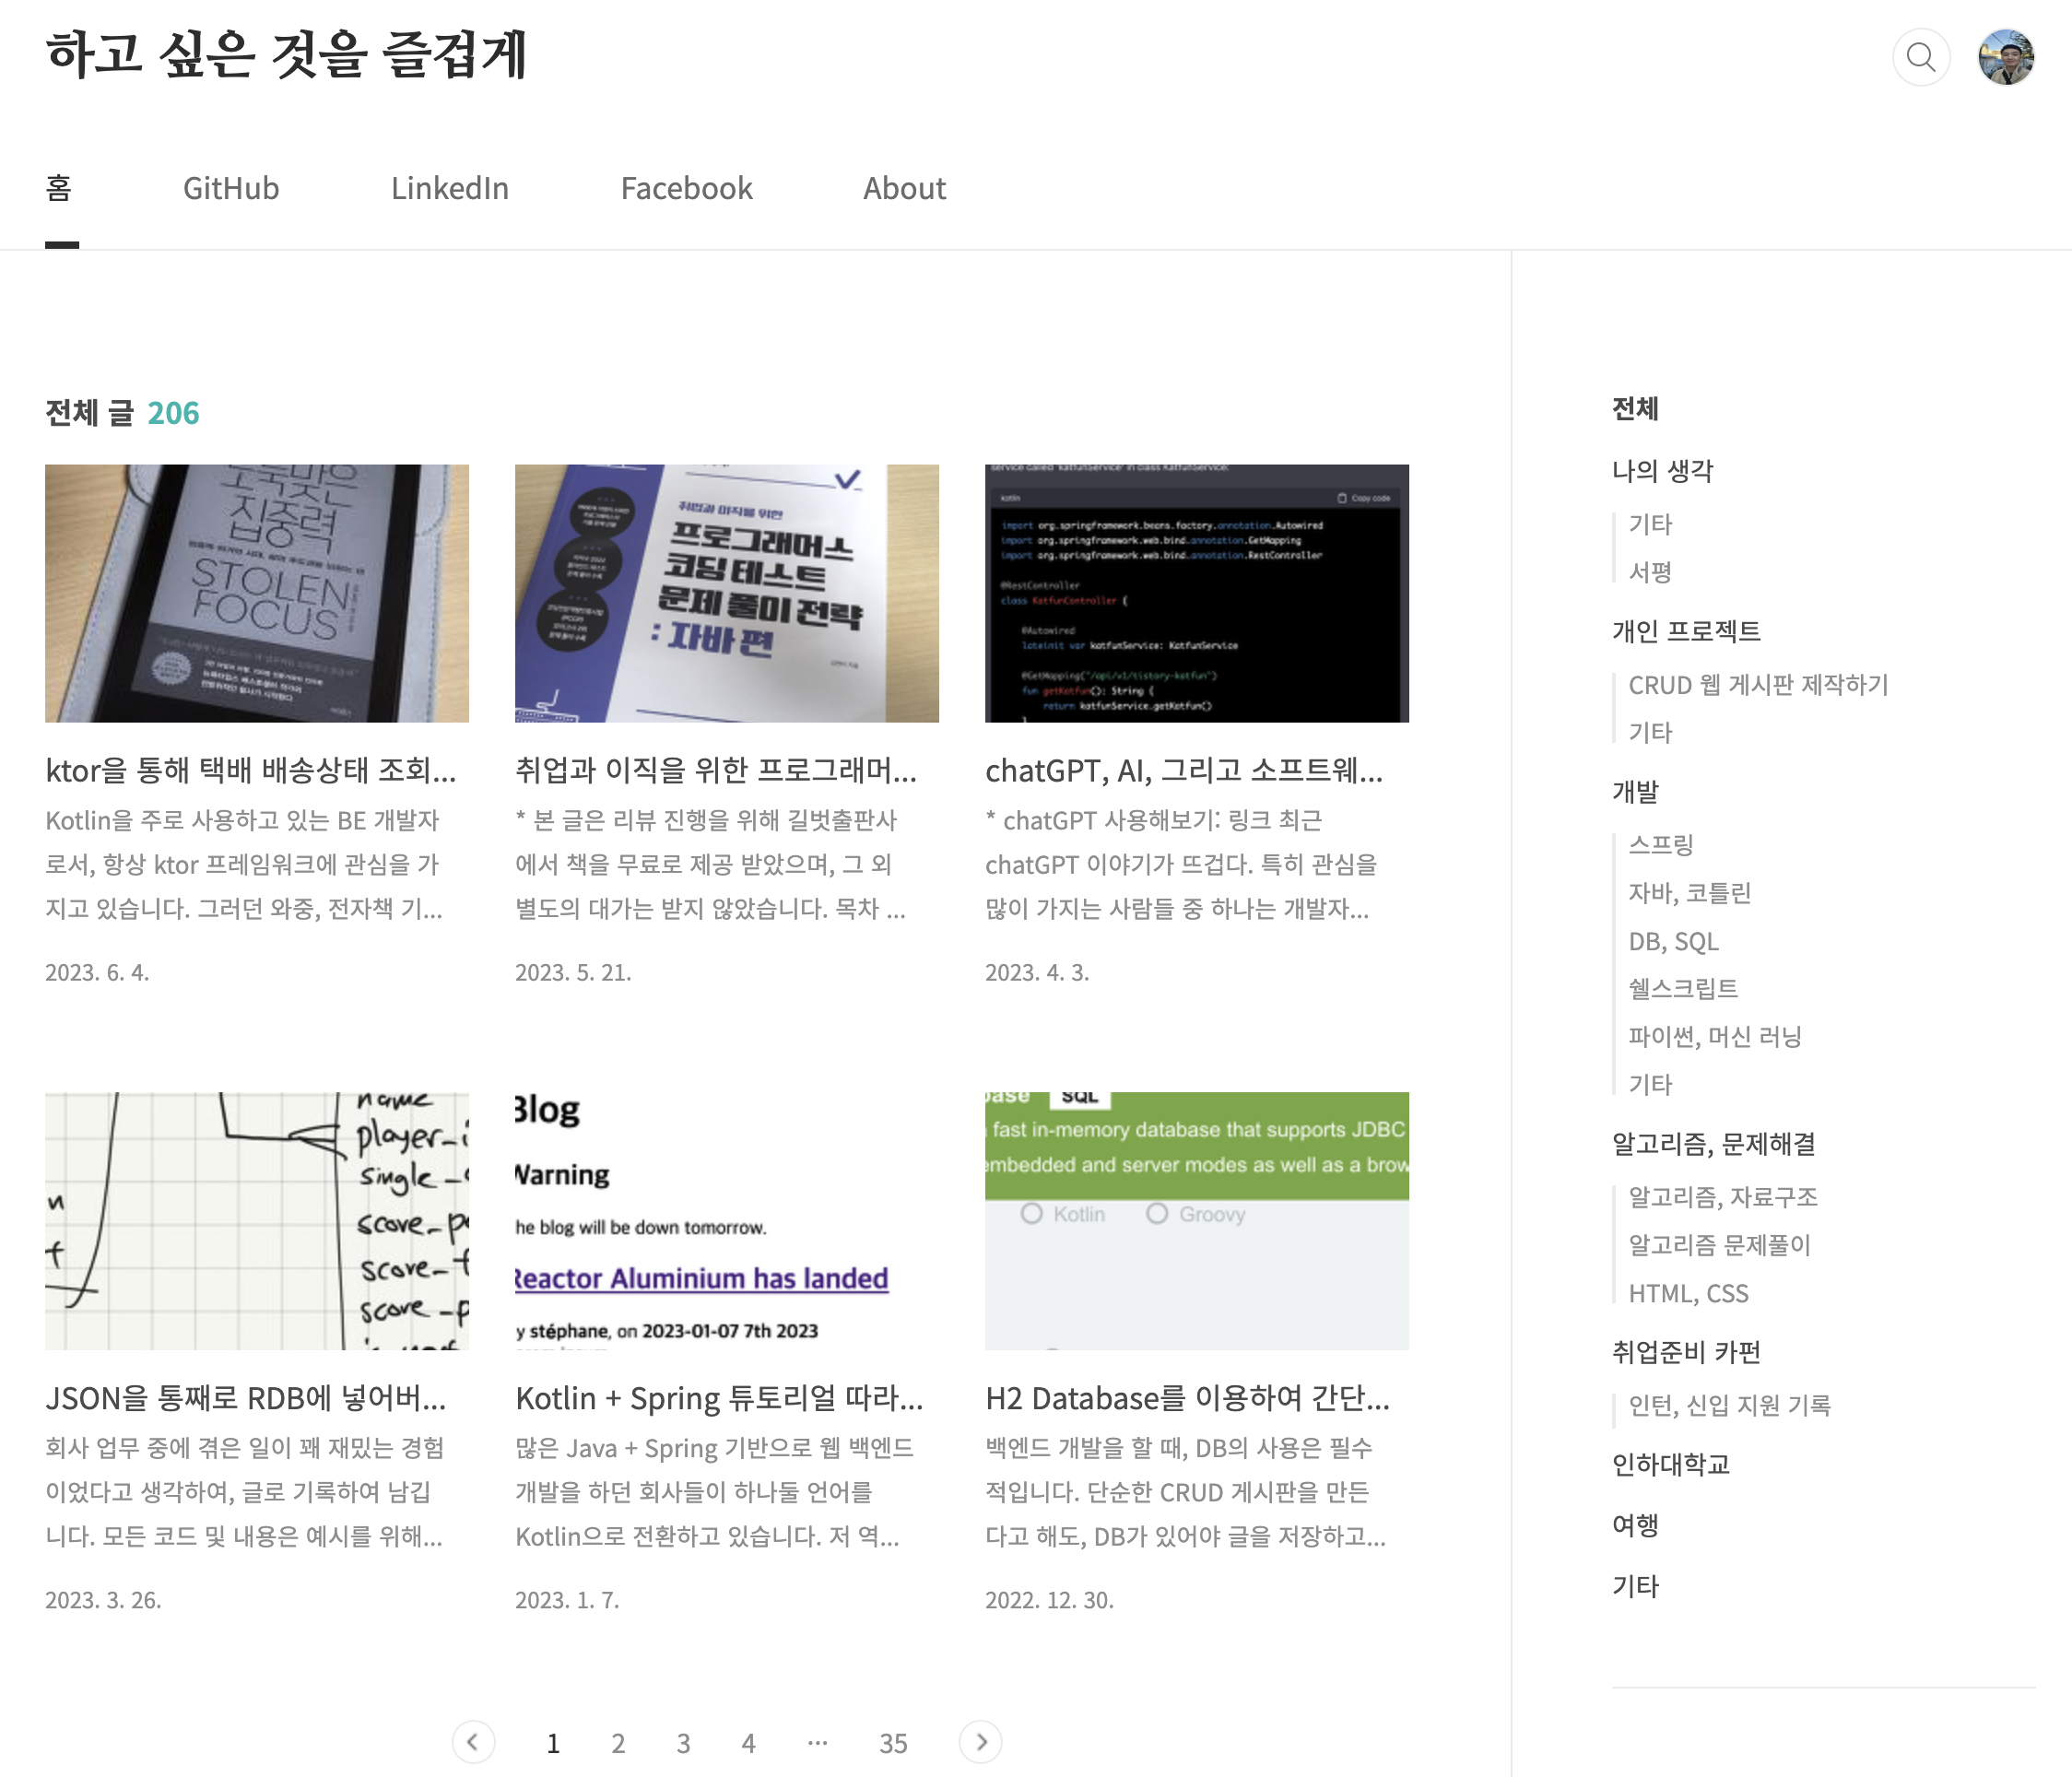 하고 싶은 것을 즐겁게
홈 GitHub LinkedIn Facebook About
전체 글 206
도둑맞은
집중력
STOLEN
FOCUS
취업과 이직을 위한
프로그래머스
코딩 테스트
문제 풀이 전략
: 자바 편
service called 'katfunService' in class KatfunService:
kotlin Copy code
import org.springframework.beans.factory.annotation.Autowired
import org.springframework.web.bind.annotation.GetMapping
import org.springframework.web.bind.annotation.RestController
@RestController
class KatfunController {
@Autowired
lateinit var katfunService: KatfunService
@GetMapping("/api/v1/tistory-katfun")
fun getKatfun(): String {
return katfunService.getKatfun()
}
ktor을 통해 택배 배송상태 조회...
Kotlin을 주로 사용하고 있는 BE 개발자
로서, 항상 ktor 프레임워크에 관심을 가
지고 있습니다. 그러던 와중, 전자책 기...
2023. 6. 4.
취업과 이직을 위한 프로그래머...
* 본 글은 리뷰 진행을 위해 길벗출판사
에서 책을 무료로 제공 받았으며, 그 외
별도의 대가는 받지 않았습니다. 목차 ...
2023. 5. 21.
chatGPT, AI, 그리고 소프트웨...
* chatGPT 사용해보기: 링크 최근
chatGPT 이야기가 뜨겁다. 특히 관심을
많이 가지는 사람들 중 하나는 개발자...
2023. 4. 3.
name
player_i
single_
score_p
score_t
score_p
Blog
Warning
he blog will be down tomorrow.
Reactor Aluminium has landed
y stéphane, on 2023-01-07 7th 2023
base SQL
fast in-memory database that supports JDBC
embedded and server modes as well as a brow
Kotlin Groovy
JSON을 통째로 RDB에 넣어버...
회사 업무 중에 겪은 일이 꽤 재밌는 경험
이었다고 생각하여, 글로 기록하여 남깁
니다. 모든 코드 및 내용은 예시를 위해...
2023. 3. 26.
Kotlin + Spring 튜토리얼 따라...
많은 Java + Spring 기반으로 웹 백엔드
개발을 하던 회사들이 하나둘 언어를
Kotlin으로 전환하고 있습니다. 저 역...
2023. 1. 7.
H2 Database를 이용하여 간단...
백엔드 개발을 할 때, DB의 사용은 필수
적입니다. 단순한 CRUD 게시판을 만든
다고 해도, DB가 있어야 글을 저장하고...
2022. 12. 30.
1 2 3 4 ··· 35
전체
나의 생각
기타
서평
개인 프로젝트
CRUD 웹 게시판 제작하기
기타
개발
스프링
자바, 코틀린
DB, SQL
쉘스크립트
파이썬, 머신 러닝
기타
알고리즘, 문제해결
알고리즘, 자료구조
알고리즘 문제풀이
HTML, CSS
취업준비 카펀
인턴, 신입 지원 기록
인하대학교
여행
기타